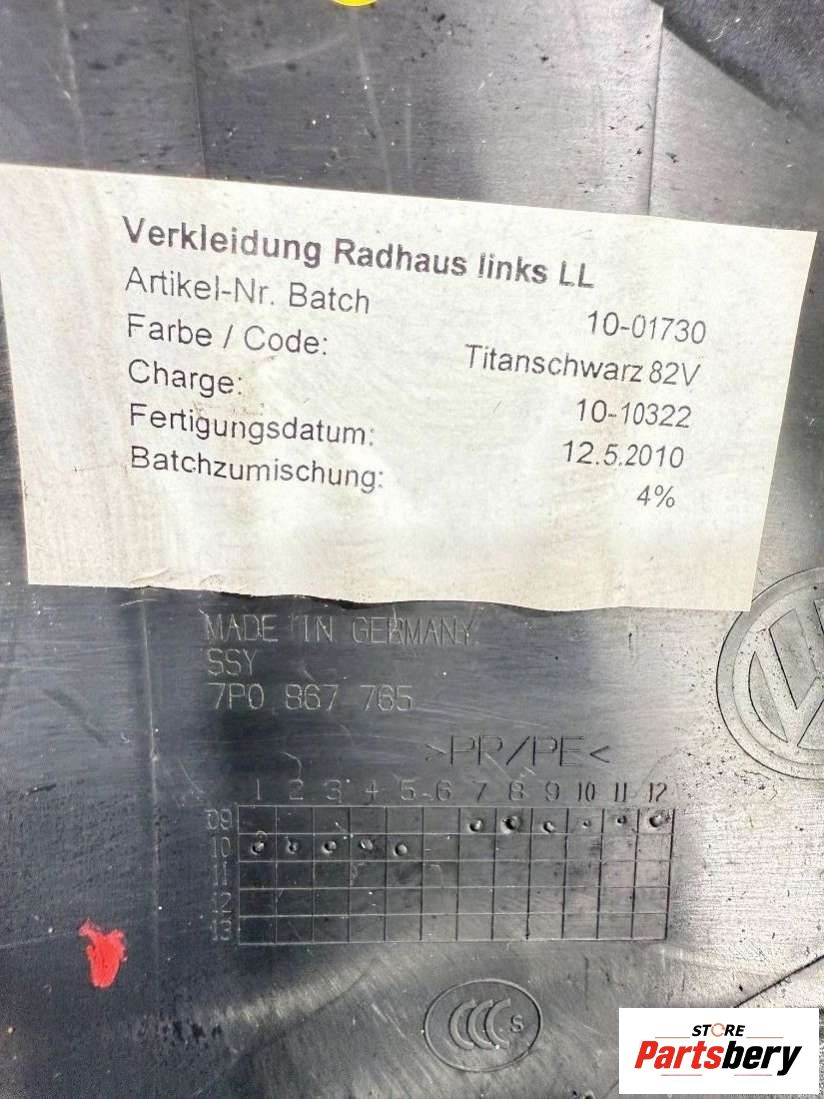 Verkleidung Radhaus links LL
Artikel-Nr. Batch 10-01730
Farbe / Code: Titanschwarz 82V
Charge: 10-10322
Fertigungsdatum: 12.5.2010
Batchzumischung: 4%
MADE IN GERMANY
SSY
7P0 867 765
>PR/PE<
1 2 3 4 5 6 7 8 9 10 11 12
09
10
11
12
13
CCC S
STORE
Partsbery